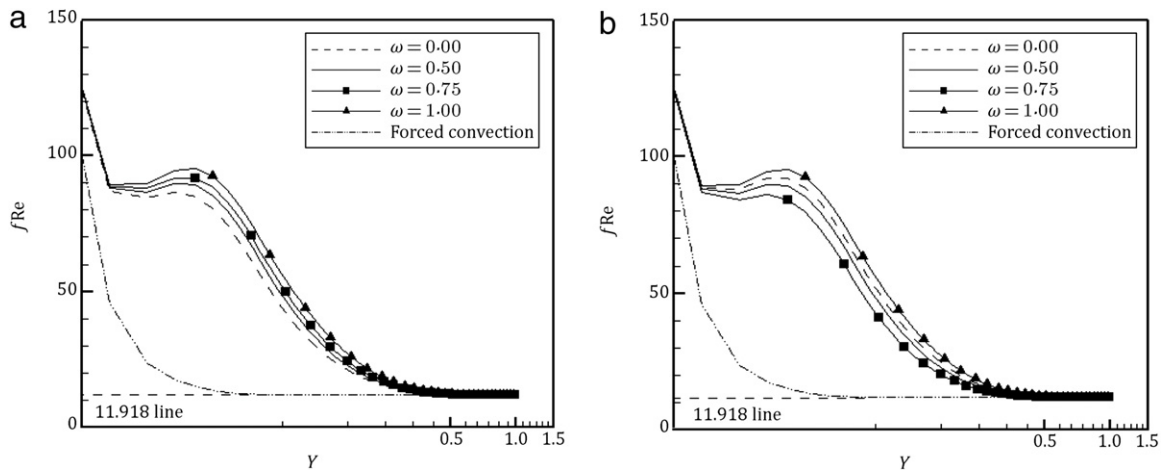 a
150
100
50
0
fRe
ω = 0·00
ω = 0·50
ω = 0·75
ω = 1·00
Forced convection
11.918 line
0.5 1.0 1.5
Y
b
150
100
50
0
fRe
ω = 0·00
ω = 0·50
ω = 0·75
ω = 1·00
Forced convection
11.918 line
0.5 1.0 1.5
Y